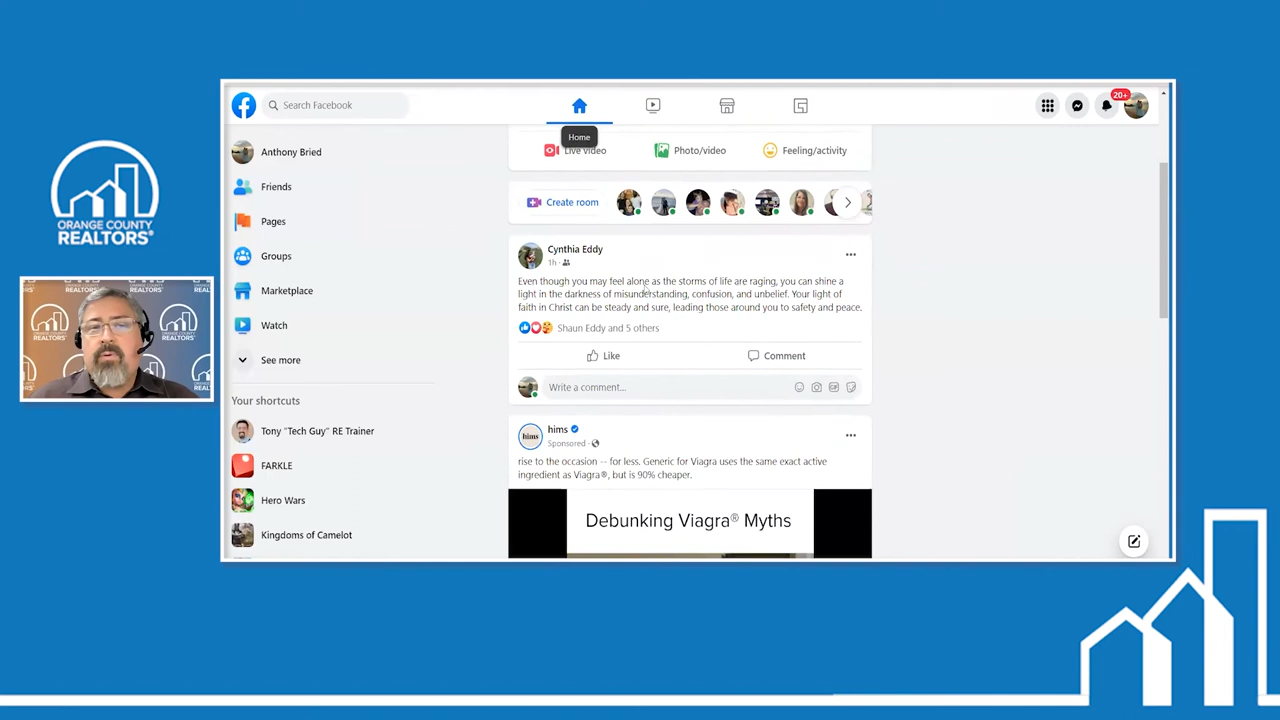 ORANGE COUNTY
REALTORS®
Search Facebook
20+
Home
Anthony Bried
Friends
Pages
Groups
Marketplace
Watch
See more
Your shortcuts
Tony "Tech Guy" RE Trainer
FARKLE
Hero Wars
Kingdoms of Camelot
Live video
Photo/video
Feeling/activity
Create room
Cynthia Eddy
1h
Even though you may feel alone as the storms of life are raging, you can shine a
light in the darkness of misunderstanding, confusion, and unbelief. Your light of
faith in Christ can be steady and sure, leading those around you to safety and peace.
Shaun Eddy and 5 others
Like
Comment
Write a comment...
GIF
hims
hims
Sponsored
rise to the occasion -- for less. Generic for Viagra uses the same exact active
ingredient as Viagra®, but is 90% cheaper.
Debunking Viagra® Myths